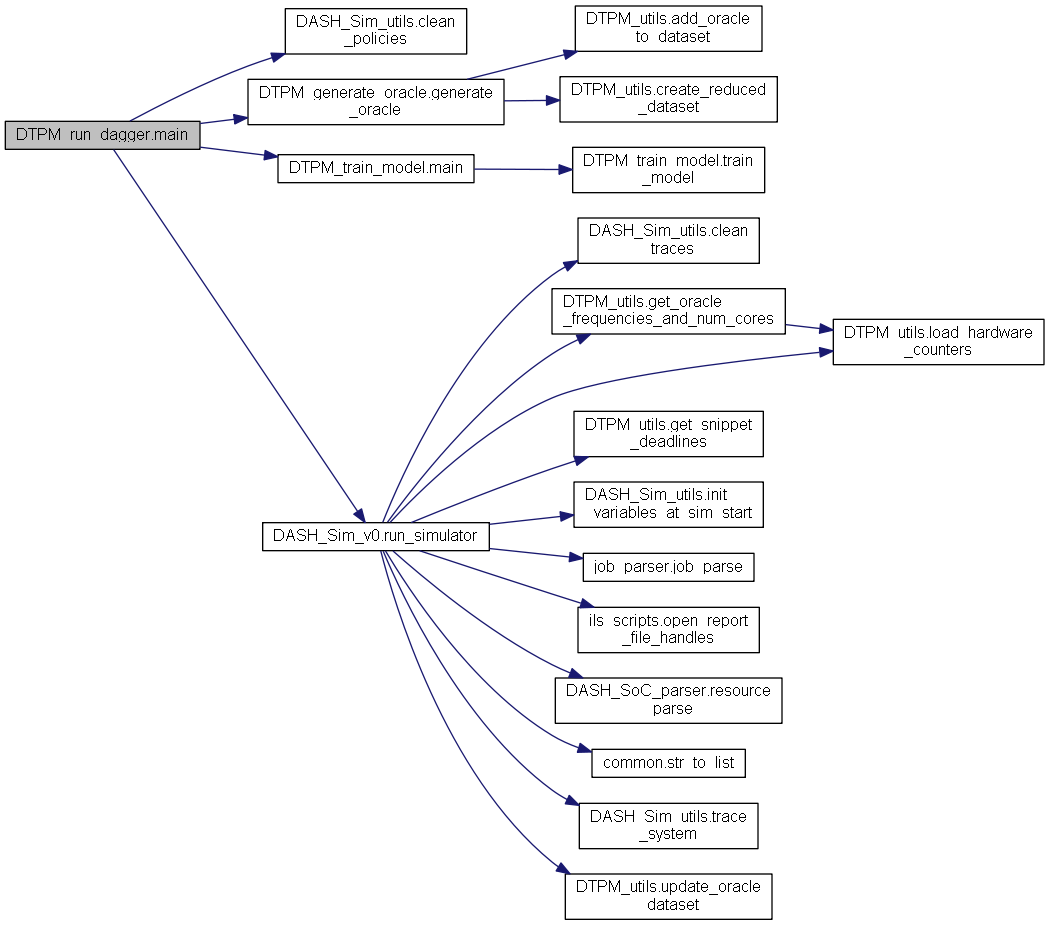 DASH_Sim_utils.clean
_policies
DTPM_utils.add_oracle
_to_dataset
DTPM_generate_oracle.generate
_oracle
DTPM_utils.create_reduced
_dataset
DTPM_run_dagger.main
DTPM_train_model.main
DTPM_train_model.train
_model
DASH_Sim_utils.clean
_traces
DTPM_utils.get_oracle
_frequencies_and_num_cores
DTPM_utils.load_hardware
_counters
DTPM_utils.get_snippet
_deadlines
DASH_Sim_utils.init
_variables_at_sim_start
DASH_Sim_v0.run_simulator
job_parser.job_parse
ils_scripts.open_report
_file_handles
DASH_SoC_parser.resource
_parse
common.str_to_list
DASH_Sim_utils.trace
_system
DTPM_utils.update_oracle
_dataset